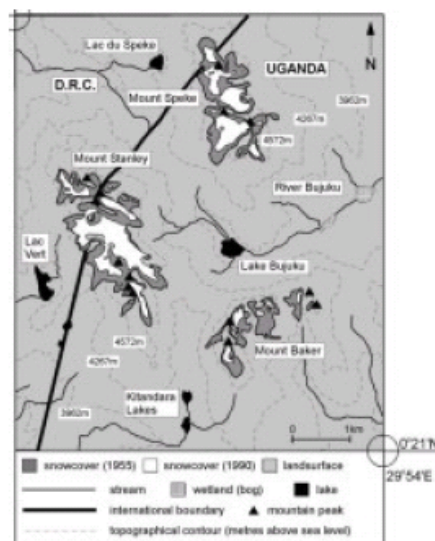 Lac du Speke
UGANDA
N
D.R.C.
Mount Speke
3962m
4267m
4572m
Mount Stanley
River Bujuku
Lac
Vert
Lake Bujuku
4572m
Mount Baker
4267m
Kitandara
Lakes
3962m
0
1km
0°21'N
29°54'E
snowcover (1955)
snowcover (1990)
landsurface
stream
wetland (bog)
lake
international boundary
mountain peak
topographical contour (metres above sea level)